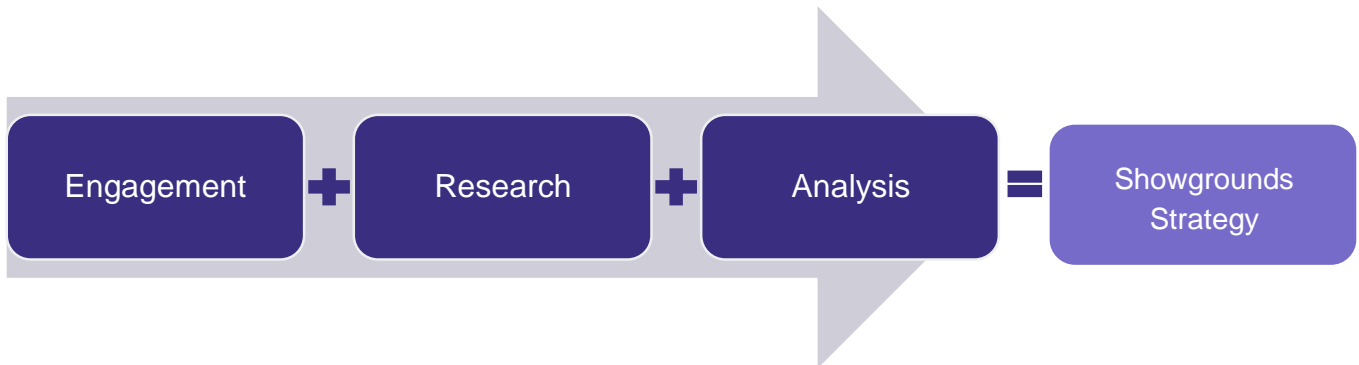 Engagement
Research
Analysis
Showgrounds
Strategy